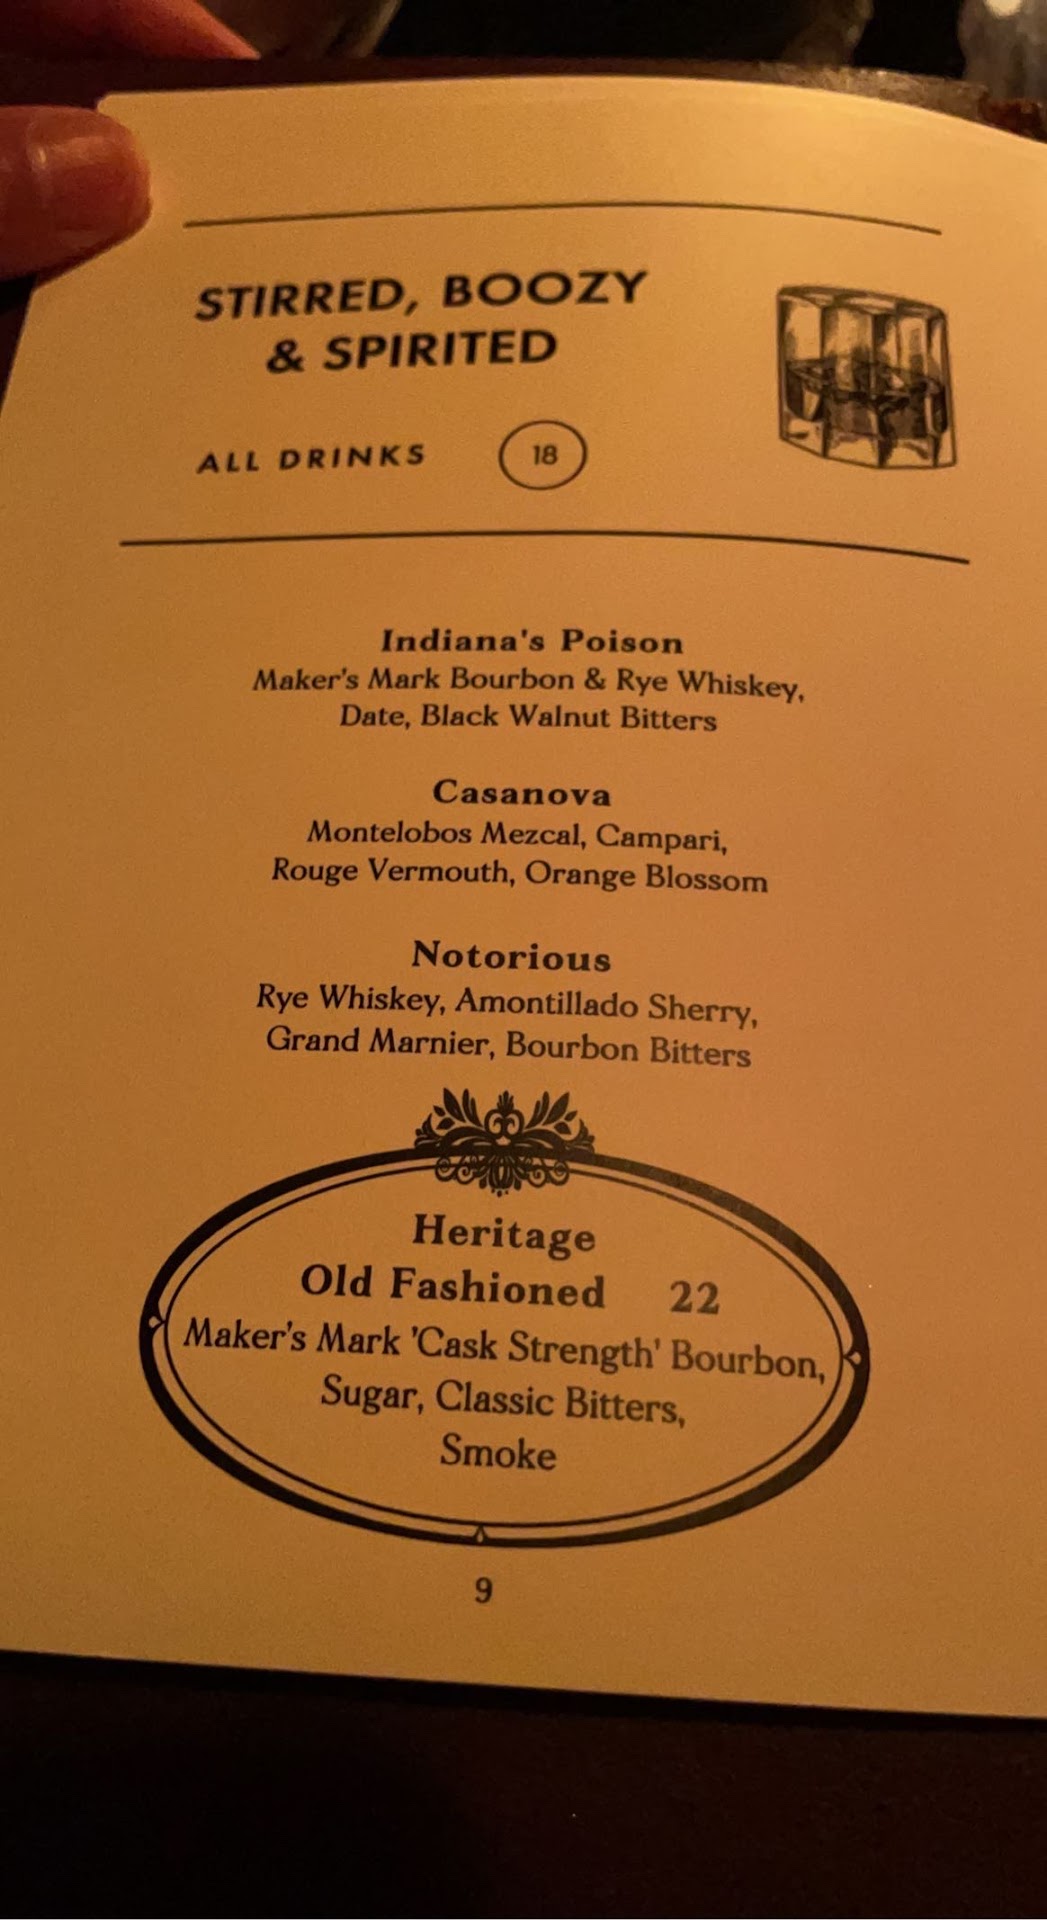 STIRRED, BOOZY
& SPIRITED
ALL DRINKS 18
Indiana's Poison
Maker's Mark Bourbon & Rye Whiskey,
Date, Black Walnut Bitters
Casanova
Montelobos Mezcal, Campari,
Rouge Vermouth, Orange Blossom
Notorious
Rye Whiskey, Amontillado Sherry,
Grand Marnier, Bourbon Bitters
Heritage
Old Fashioned 22
Maker's Mark 'Cask Strength' Bourbon,
Sugar, Classic Bitters,
Smoke
9